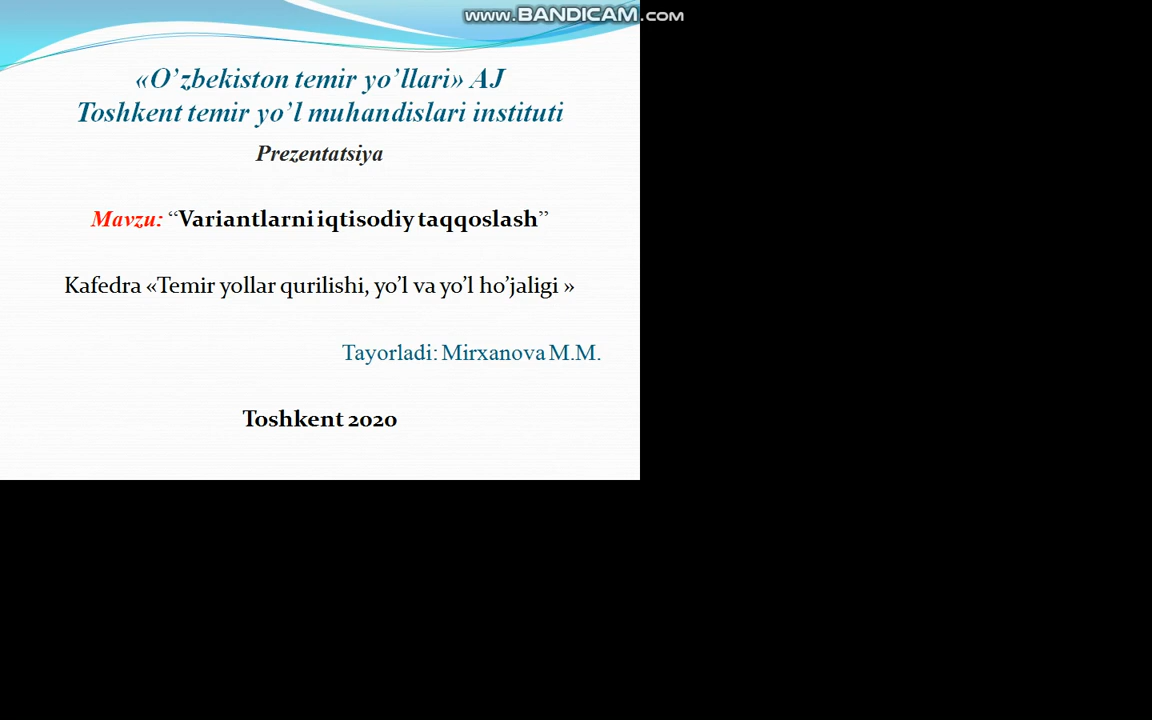 www.BANDICAM.com
«O’zbekiston temir yo’llari» AJ
Toshkent temir yo’l muhandislari instituti
Prezentatsiya
Mavzu: “Variantlarni iqtisodiy taqqoslash”
Kafedra «Temir yollar qurilishi, yo’l va yo’l ho’jaligi »
Tayorladi: Mirxanova M.M.
Toshkent 2020